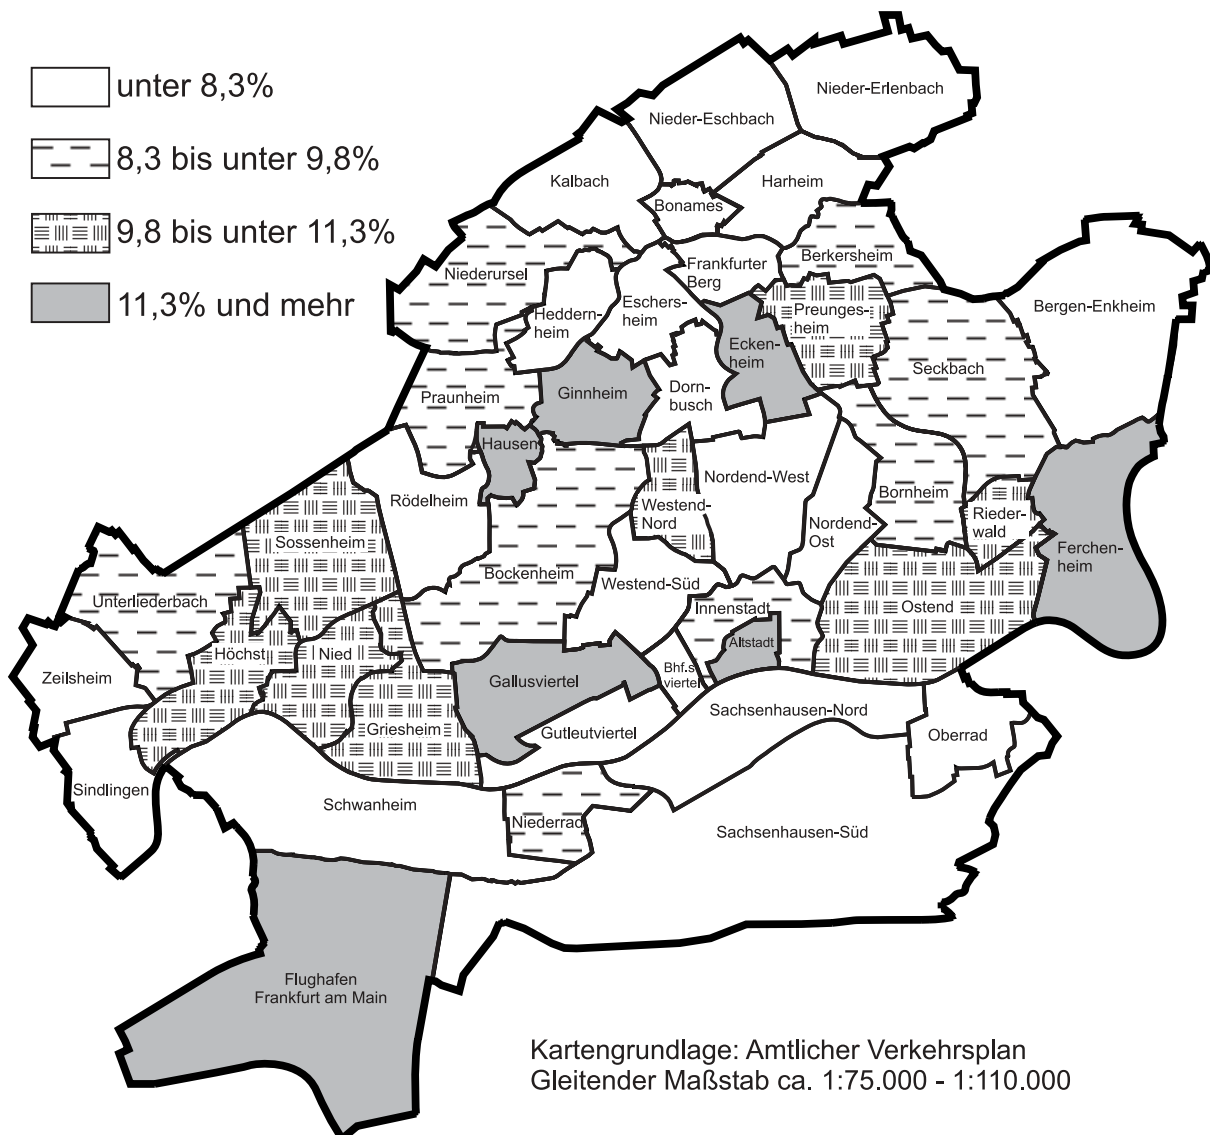 unter 8,3%
8,3 bis unter 9,8%
9,8 bis unter 11,3%
11,3% und mehr
Nieder-Erlenbach
Nieder-Eschbach
Kalbach
Harheim
Bonames
Berkersheim
Frankfurter
Berg
Niederursel
Heddern-
heim
Eschers-
heim
Preunges-
heim
Bergen-Enkheim
Ecken-
heim
Seckbach
Ginnheim
Dorn-
busch
Praunheim
Hausen
Rödelheim
Nordend-West
Westend-
Nord
Bornheim
Nordend-
Ost
Rieder-
wald
Ferchen-
heim
Sossenheim
Bockenheim
Westend-Süd
Unterliederbach
Innenstadt
Ostend
Altstadt
Höchst
Nied
Zeilsheim
Gallusviertel
Bhf.s
viertel
Sachsenhausen-Nord
Griesheim
Gutleutviertel
Oberrad
Sindlingen
Schwanheim
Niederrad
Sachsenhausen-Süd
Flughafen
Frankfurt am Main
Kartengrundlage: Amtlicher Verkehrsplan
Gleitender Maßstab ca. 1:75.000 - 1:110.000